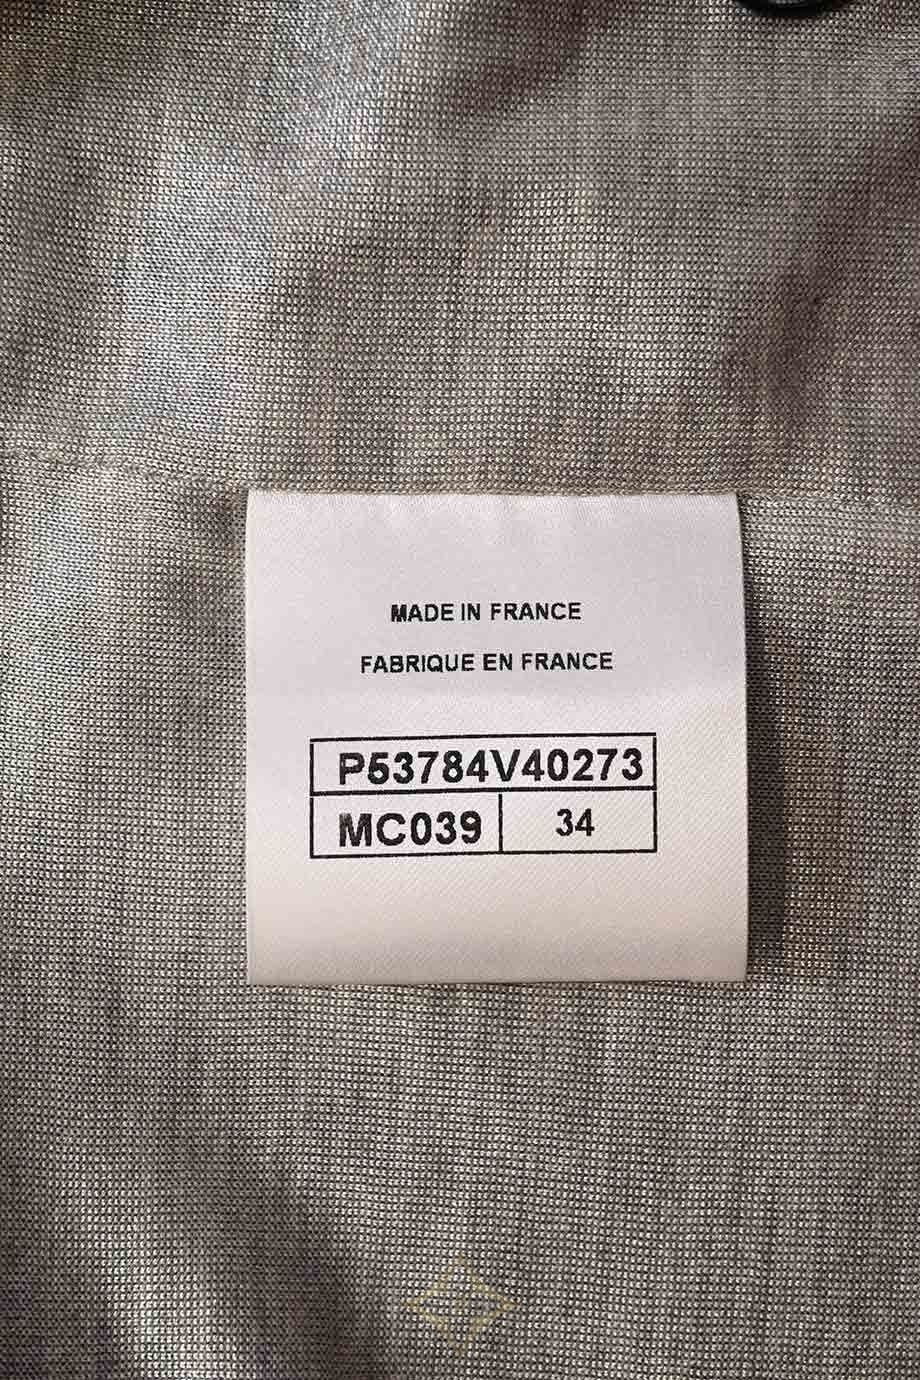 MADE IN FRANCE
FABRIQUE EN FRANCE
P53784V40273
MC039 34